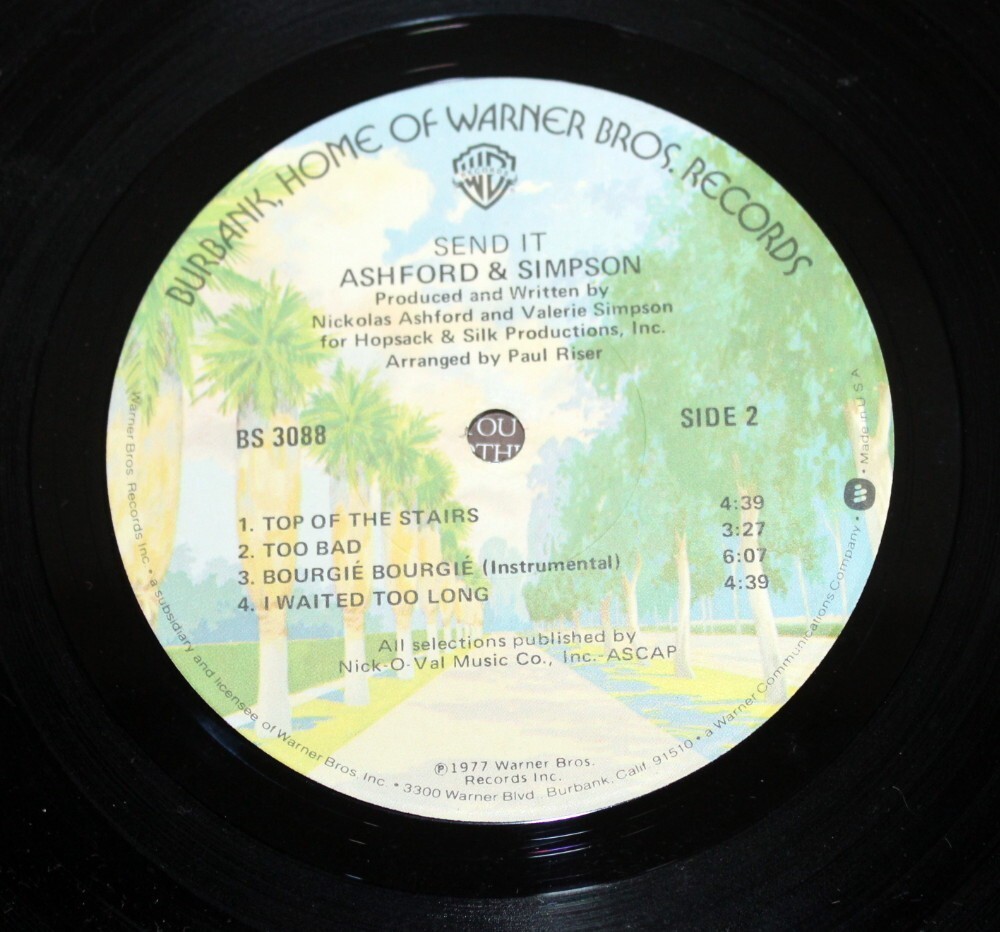 BURBANK, HOME OF WARNER BROS. RECORDS
WB
RECORDS
SEND IT
ASHFORD & SIMPSON
Produced and Written by
Nickolas Ashford and Valerie Simpson
for Hopsack & Silk Productions, Inc.
Arranged by Paul Riser
BS 3088
SIDE 2
OU
TH
1. TOP OF THE STAIRS 4:39
2. TOO BAD 3:27
3. BOURGIÉ BOURGIÉ (Instrumental) 6:07
4. I WAITED TOO LONG 4:39
All selections published by
Nick-O-Val Music Co., Inc.-ASCAP
℗1977 Warner Bros.
Records Inc.
Warner Bros. Records Inc. • a subsidiary and licensee of Warner Bros. Inc. • 3300 Warner Blvd., Burbank, Calif. 91510 • a Warner Communications Company • Made in U S A